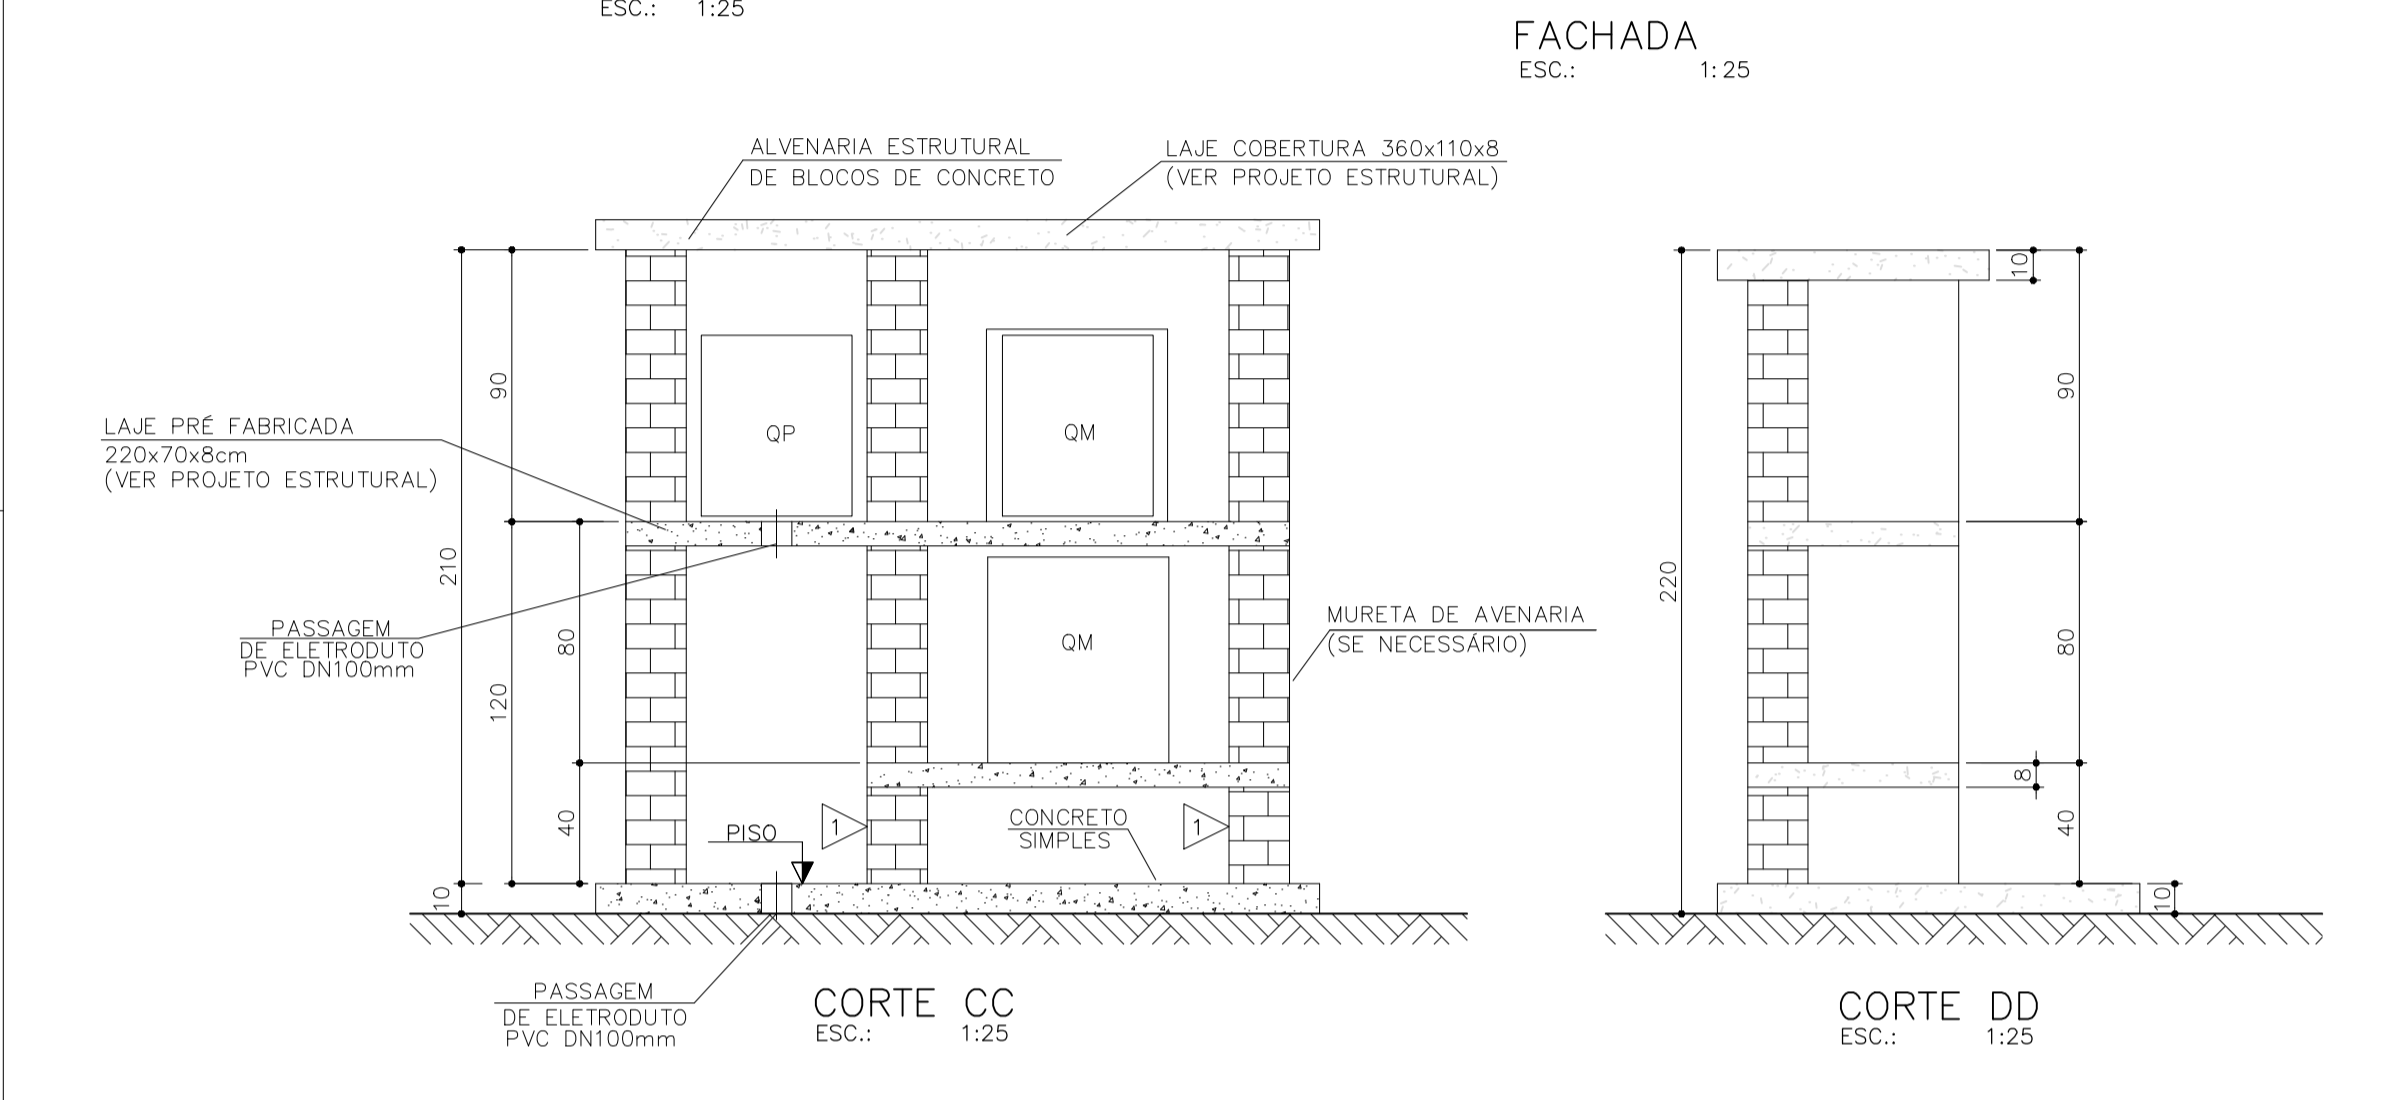 ESC.: 1:25
FACHADA
ESC.: 1:25
ALVENARIA ESTRUTURAL
DE BLOCOS DE CONCRETO
LAJE COBERTURA 360x110x8
(VER PROJETO ESTRUTURAL)
LAJE PRÉ FABRICADA
220x70x8cm
(VER PROJETO ESTRUTURAL)
PASSAGEM
DE ELETRODUTO
PVC DN100mm
210
10
90
120
80
40
QP
QM
QM
MURETA DE AVENARIA
(SE NECESSÁRIO)
PISO
1
CONCRETO
SIMPLES
1
PASSAGEM
DE ELETRODUTO
PVC DN100mm
CORTE CC
ESC.: 1:25
220
10
90
80
8
40
10
CORTE DD
ESC.: 1:25